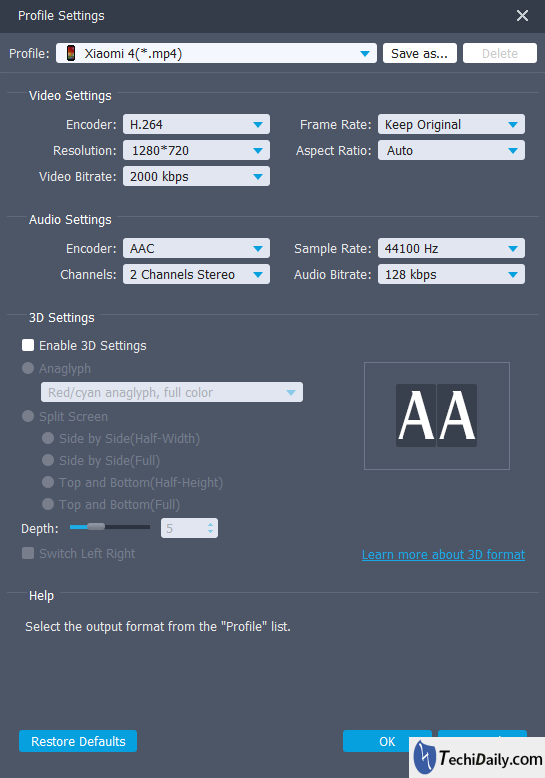 Profile Settings
Profile: Xiaomi 4(*.mp4) Save as... Delete
Video Settings
Encoder: H.264 Frame Rate: Keep Original
Resolution: 1280*720 Aspect Ratio: Auto
Video Bitrate: 2000 kbps
Audio Settings
Encoder: AAC Sample Rate: 44100 Hz
Channels: 2 Channels Stereo Audio Bitrate: 128 kbps
3D Settings
Enable 3D Settings
Anaglyph
Red/cyan anaglyph, full color
AA
Split Screen
Side by Side(Half-Width)
Side by Side(Full)
Top and Bottom(Half-Height)
Top and Bottom(Full)
Depth: 5
Switch Left Right Learn more about 3D format
Help
Select the output format from the "Profile" list.
Restore Defaults OK
TechiDaily.com